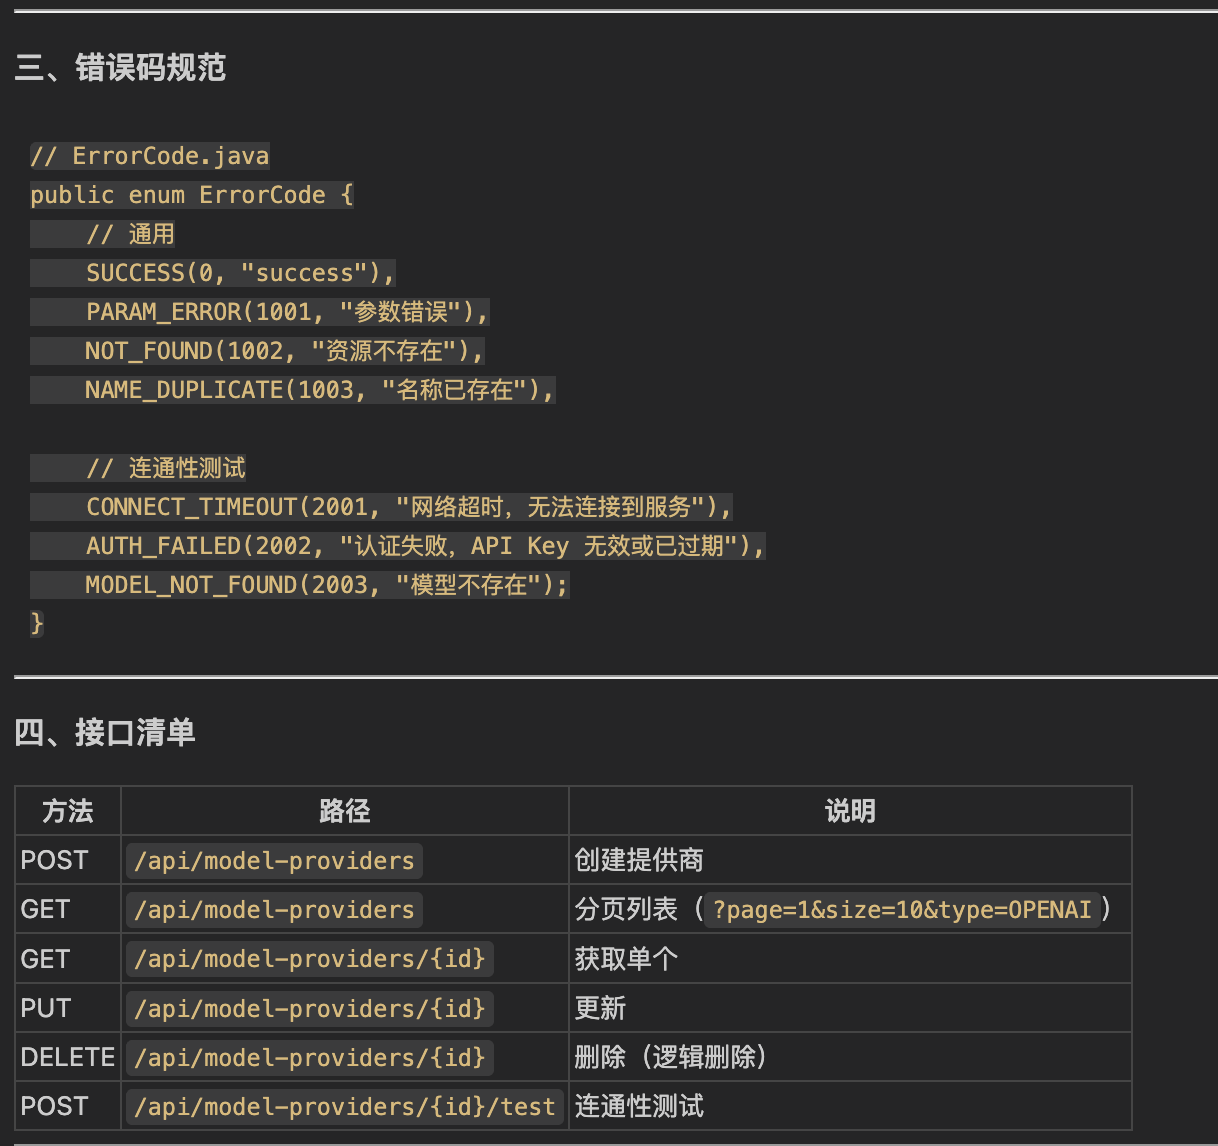 三、错误码规范
// ErrorCode.java
public enum ErrorCode {
    // 通用
    SUCCESS(0, "success"),
    PARAM_ERROR(1001, "参数错误"),
    NOT_FOUND(1002, "资源不存在"),
    NAME_DUPLICATE(1003, "名称已存在"),
    // 连通性测试
    CONNECT_TIMEOUT(2001, "网络超时，无法连接到服务"),
    AUTH_FAILED(2002, "认证失败，API Key 无效或已过期"),
    MODEL_NOT_FOUND(2003, "模型不存在");
}
四、接口清单
方法 路径 说明
POST /api/model-providers 创建提供商
GET /api/model-providers 分页列表（?page=1&size=10&type=OPENAI）
GET /api/model-providers/{id} 获取单个
PUT /api/model-providers/{id} 更新
DELETE /api/model-providers/{id} 删除（逻辑删除）
POST /api/model-providers/{id}/test 连通性测试